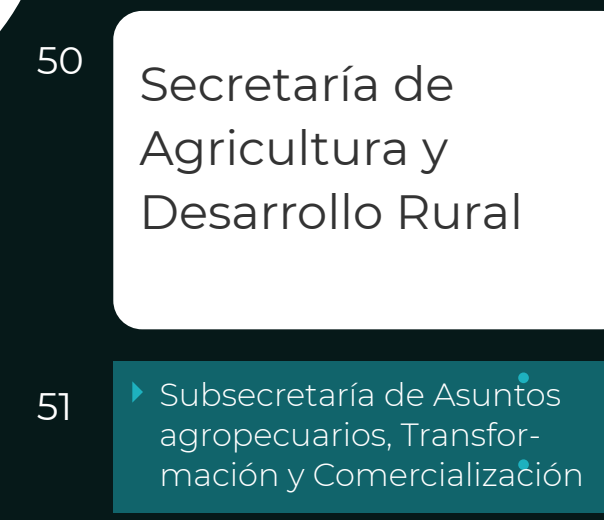 50
Secretaría de
Agricultura y
Desarrollo Rural
51
Subsecretaría de Asuntos
agropecuarios, Transfor-
mación y Comercialización